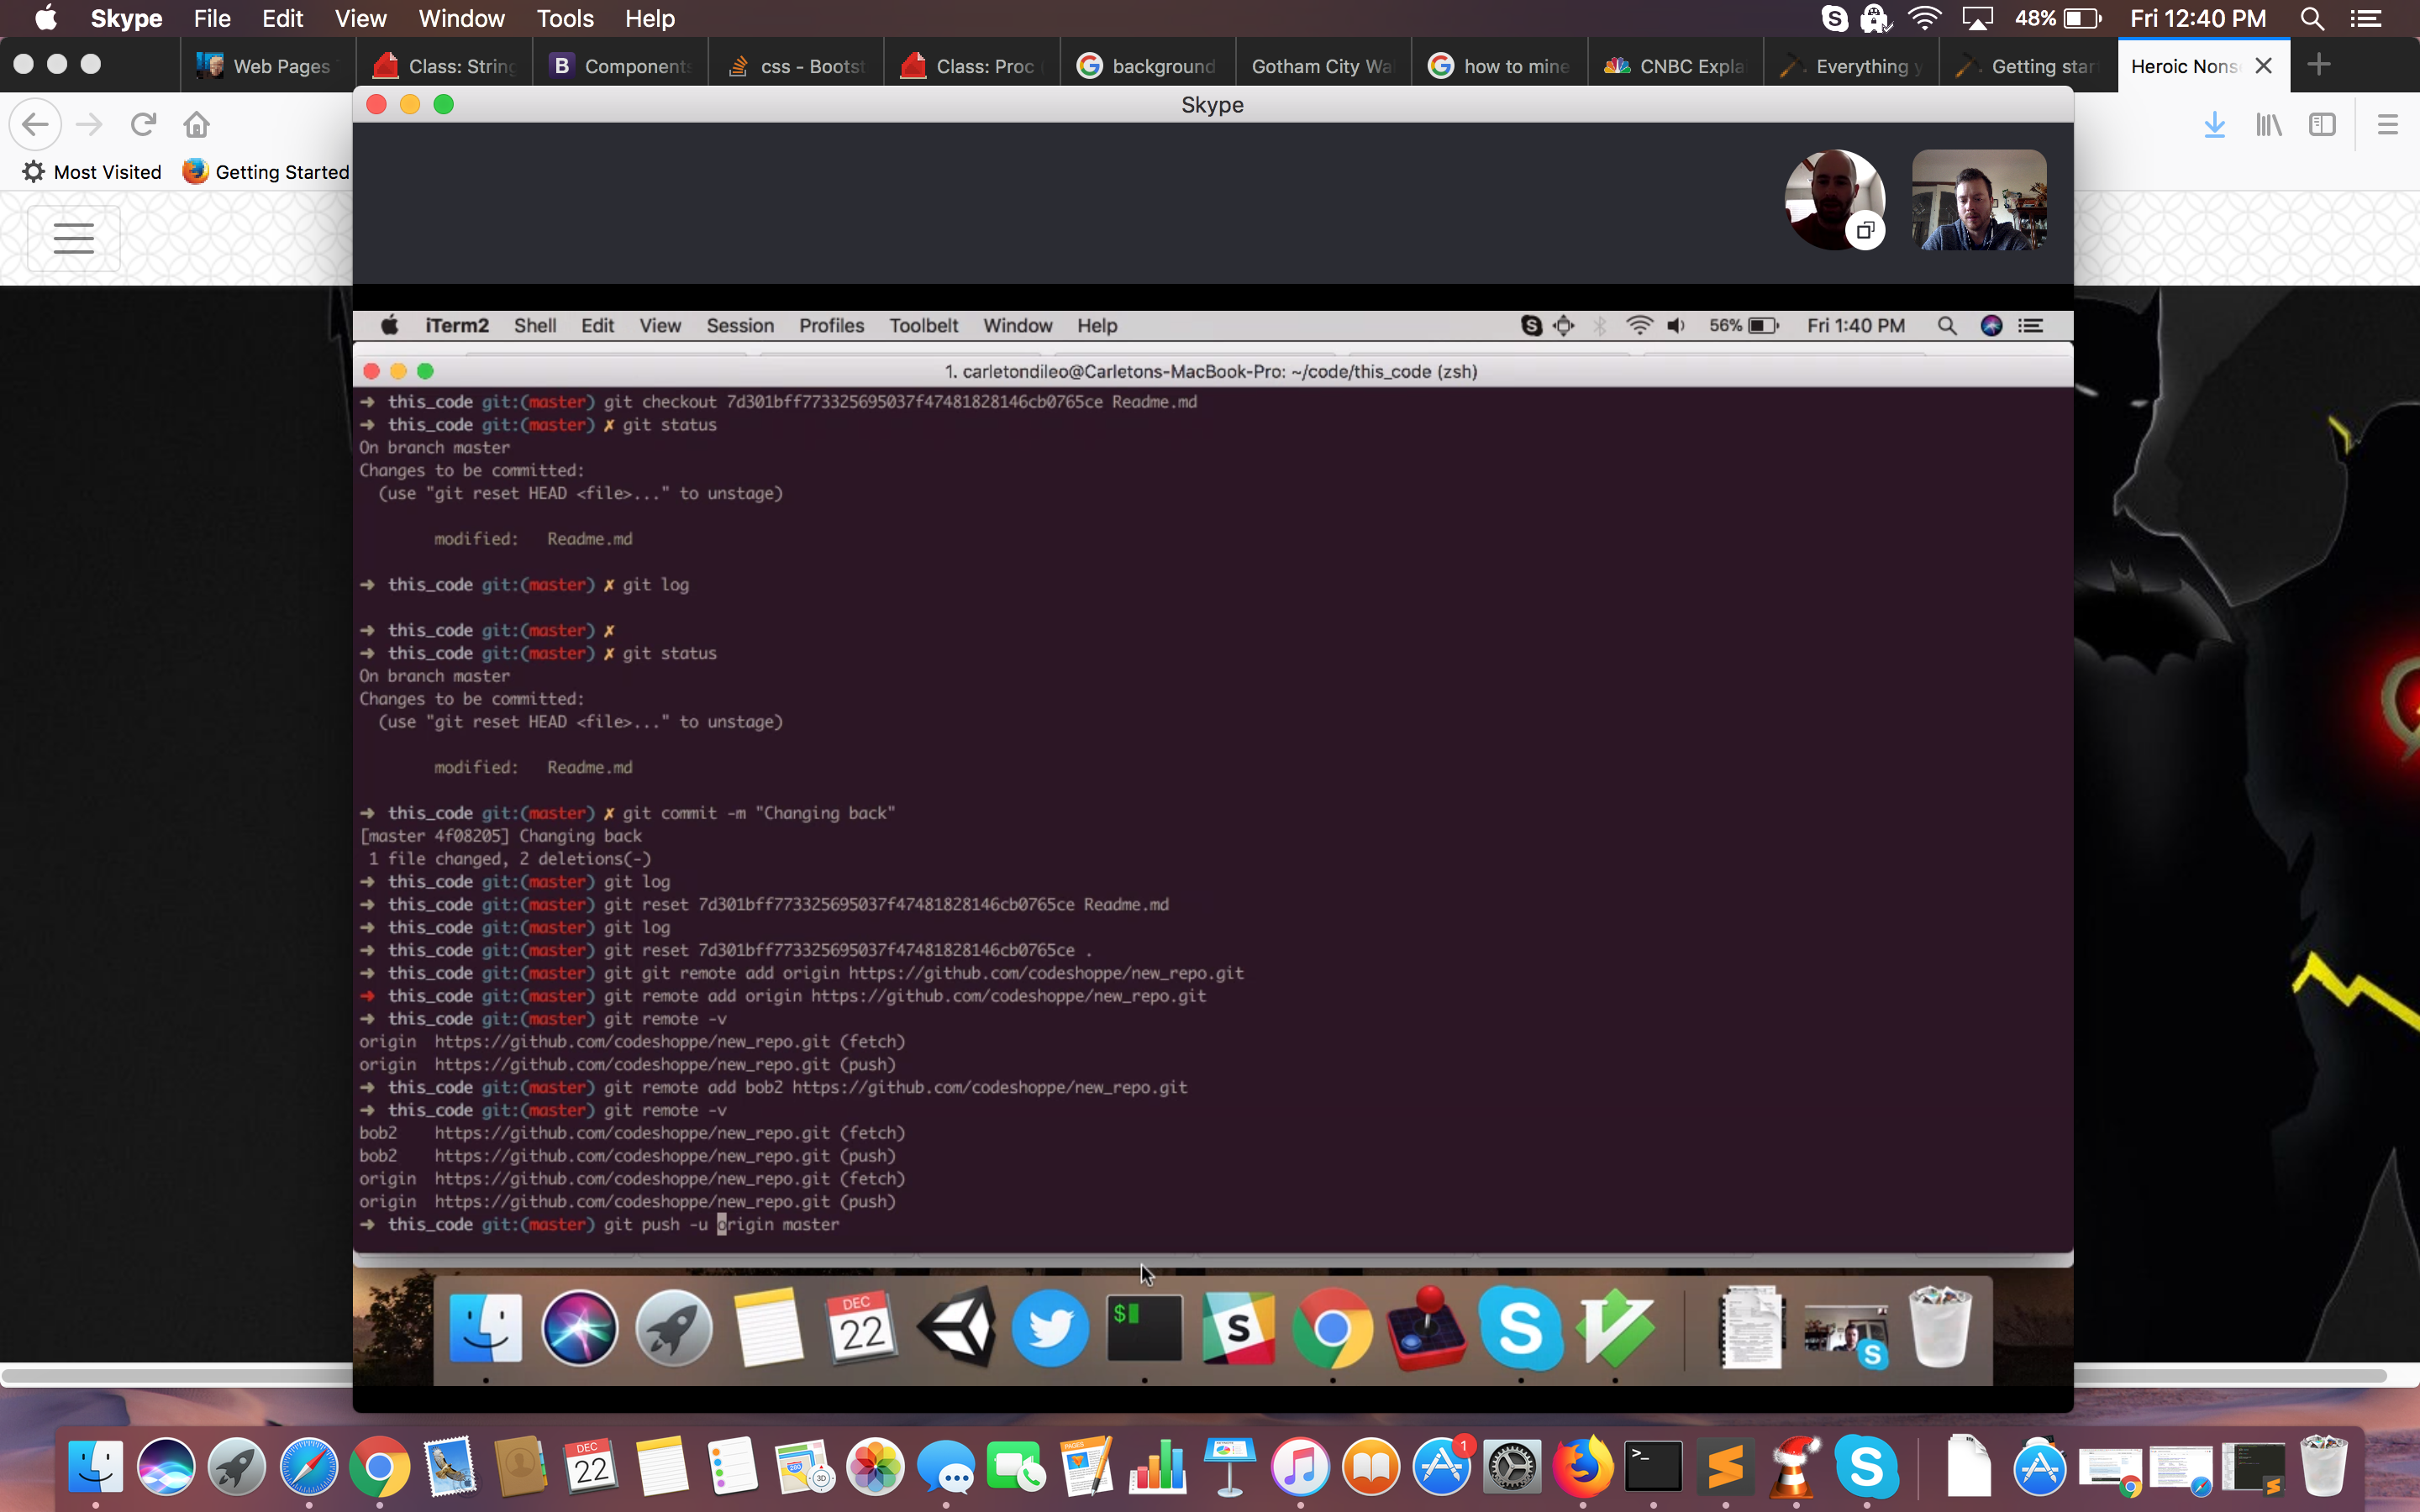 Skype File Edit View Window Tools Help 48% Fri 12:40 PM
Web Pages Class: String Components css - Bootst Class: Proc background Gotham City Wa how to mine CNBC Expla Everything y Getting star Heroic Nons
Skype
Most Visited Getting Started
iTerm2 Shell Edit View Session Profiles Toolbelt Window Help 56% Fri 1:40 PM
1. carletondileo@Carletons-MacBook-Pro: ~/code/this_code (zsh)
➜ this_code git:(master) git checkout 7d301bff773325695037f47481828146cb0765ce Readme.md
➜ this_code git:(master) ✗ git status
On branch master
Changes to be committed:
(use "git reset HEAD <file>..." to unstage)
modified: Readme.md
➜ this_code git:(master) ✗ git log
➜ this_code git:(master) ✗
➜ this_code git:(master) ✗ git status
On branch master
Changes to be committed:
(use "git reset HEAD <file>..." to unstage)
modified: Readme.md
➜ this_code git:(master) ✗ git commit -m "Changing back"
[master 4f08205] Changing back
1 file changed, 2 deletions(-)
➜ this_code git:(master) git log
➜ this_code git:(master) git reset 7d301bff773325695037f47481828146cb0765ce Readme.md
➜ this_code git:(master) git log
➜ this_code git:(master) git reset 7d301bff773325695037f47481828146cb0765ce .
➜ this_code git:(master) git git remote add origin https://github.com/codeshoppe/new_repo.git
➜ this_code git:(master) git remote add origin https://github.com/codeshoppe/new_repo.git
➜ this_code git:(master) git remote -v
origin https://github.com/codeshoppe/new_repo.git (fetch)
origin https://github.com/codeshoppe/new_repo.git (push)
➜ this_code git:(master) git remote add bob2 https://github.com/codeshoppe/new_repo.git
➜ this_code git:(master) git remote -v
bob2 https://github.com/codeshoppe/new_repo.git (fetch)
bob2 https://github.com/codeshoppe/new_repo.git (push)
origin https://github.com/codeshoppe/new_repo.git (fetch)
origin https://github.com/codeshoppe/new_repo.git (push)
➜ this_code git:(master) git push -u origin master
DEC
22
$
S
S
S
DEC
22
3D
PAGES
1
>_
S
S